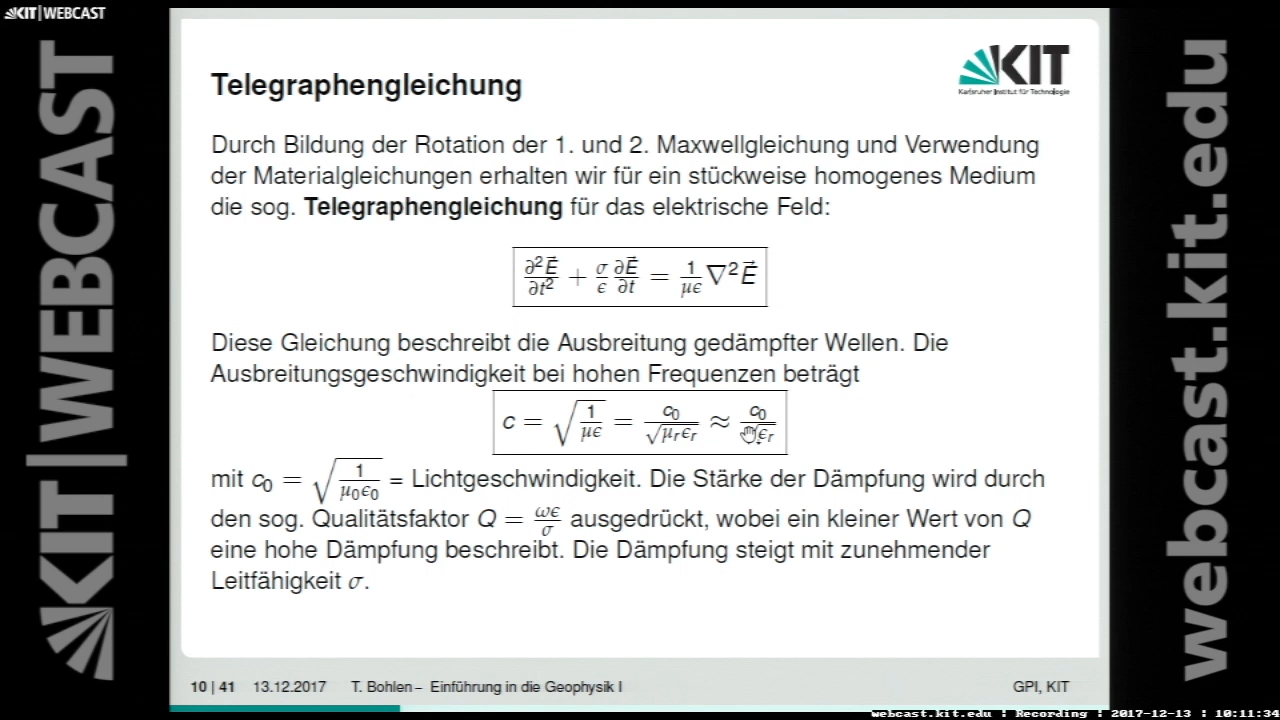 KIT|WEBCAST
KIT|WEBCAST
webcast.kit.edu
KIT
Karlsruher Institut für Technologie
Telegraphengleichung
Durch Bildung der Rotation der 1. und 2. Maxwellgleichung und Verwendung
der Materialgleichungen erhalten wir für ein stückweise homogenes Medium
die sog. Telegraphengleichung für das elektrische Feld:
∂²E⃗/∂t² + σ/ϵ ∂E⃗/∂t = 1/μϵ ∇²E⃗
Diese Gleichung beschreibt die Ausbreitung gedämpfter Wellen. Die
Ausbreitungsgeschwindigkeit bei hohen Frequenzen beträgt
c = √(1/μϵ) = c₀/√(μᵣϵᵣ) ≈ c₀/√ϵᵣ
mit c₀ = √(1/μ₀ϵ₀) = Lichtgeschwindigkeit. Die Stärke der Dämpfung wird durch
den sog. Qualitätsfaktor Q = ωϵ/σ ausgedrückt, wobei ein kleiner Wert von Q
eine hohe Dämpfung beschreibt. Die Dämpfung steigt mit zunehmender
Leitfähigkeit σ.
10 | 41 13.12.2017 T. Bohlen – Einführung in die Geophysik I GPI, KIT
webcast.kit.edu : Recording : 2017-12-13 : 10:11:34